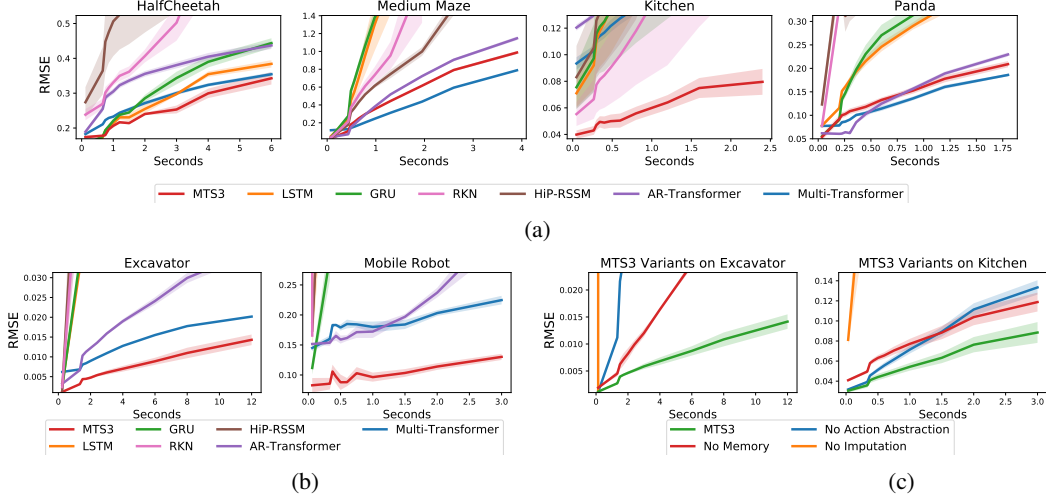 HalfCheetah Medium Maze Kitchen Panda
RMSE
0.5
0.4
0.3
0.2
0 1 2 3 4 5 6
Seconds
1.4
1.2
1.0
0.8
0.6
0.4
0.2
0.0
0 1 2 3 4
Seconds
0.12
0.10
0.08
0.06
0.04
0.0 0.5 1.0 1.5 2.0 2.5
Seconds
0.30
0.25
0.20
0.15
0.10
0.05
0.00 0.25 0.50 0.75 1.00 1.25 1.50 1.75
Seconds
MTS3 LSTM GRU RKN HiP-RSSM AR-Transformer Multi-Transformer
(a)
Excavator Mobile Robot MTS3 Variants on Excavator MTS3 Variants on Kitchen
RMSE
0.030
0.025
0.020
0.015
0.010
0.005
0 2 4 6 8 10 12
Seconds
0.25
0.20
0.15
0.10
0.0 0.5 1.0 1.5 2.0 2.5 3.0
Seconds
RMSE
0.020
0.015
0.010
0.005
0 2 4 6 8 10 12
Seconds
0.14
0.12
0.10
0.08
0.06
0.04
0.0 0.5 1.0 1.5 2.0 2.5 3.0
Seconds
MTS3 GRU HiP-RSSM Multi-Transformer
LSTM RKN AR-Transformer
MTS3 No Action Abstraction
No Memory No Imputation
(b) (c)